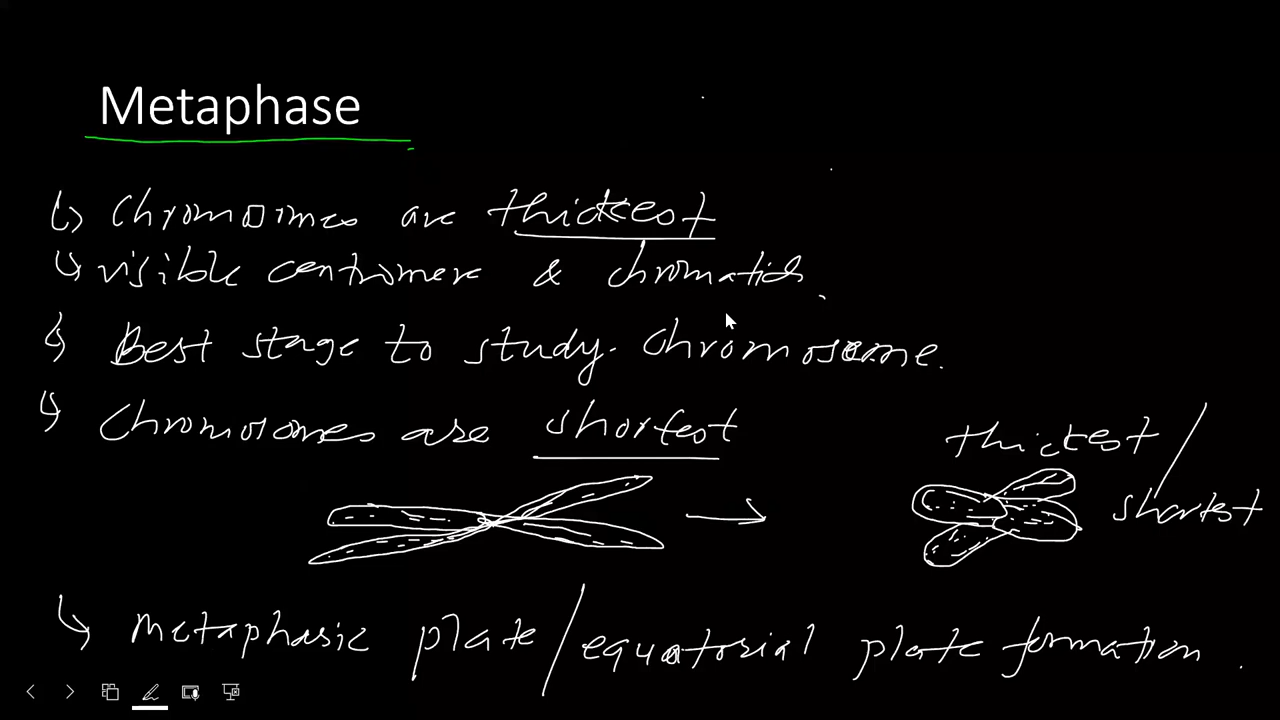 Metaphase
Chromosomes are thickest
visible centromere & chromatids.
Best stage to study chromosome.
Chromosomes are shortest
thickest/
shortest
metaphasic plate/equatorial plate formation.